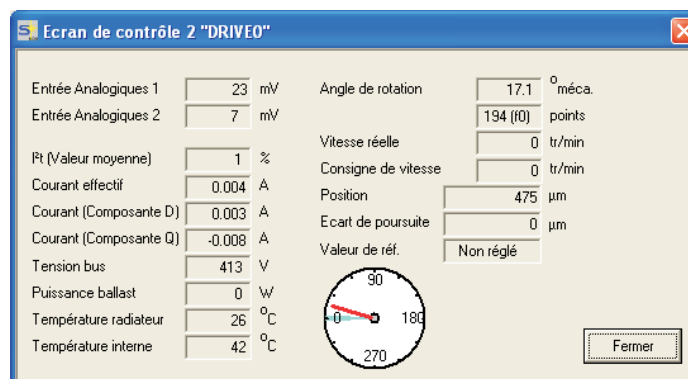 Ecran de contrôle 2 "DRIVE0"
Entrée Analogiques 1 23 mV
Entrée Analogiques 2 7 mV
I²t (Valeur moyenne) 1 %
Courant effectif 0.004 A
Courant (Composante D) 0.003 A
Courant (Composante Q) -0.008 A
Tension bus 413 V
Puissance ballast 0 W
Température radiateur 26 °C
Température interne 42 °C
Angle de rotation 17.1 °méca.
194 (f0) points
Vitesse réelle 0 tr/min
Consigne de vitesse 0 tr/min
Position 475 µm
Ecart de poursuite 0 µm
Valeur de réf. Non réglé
90
0 180
270
Fermer